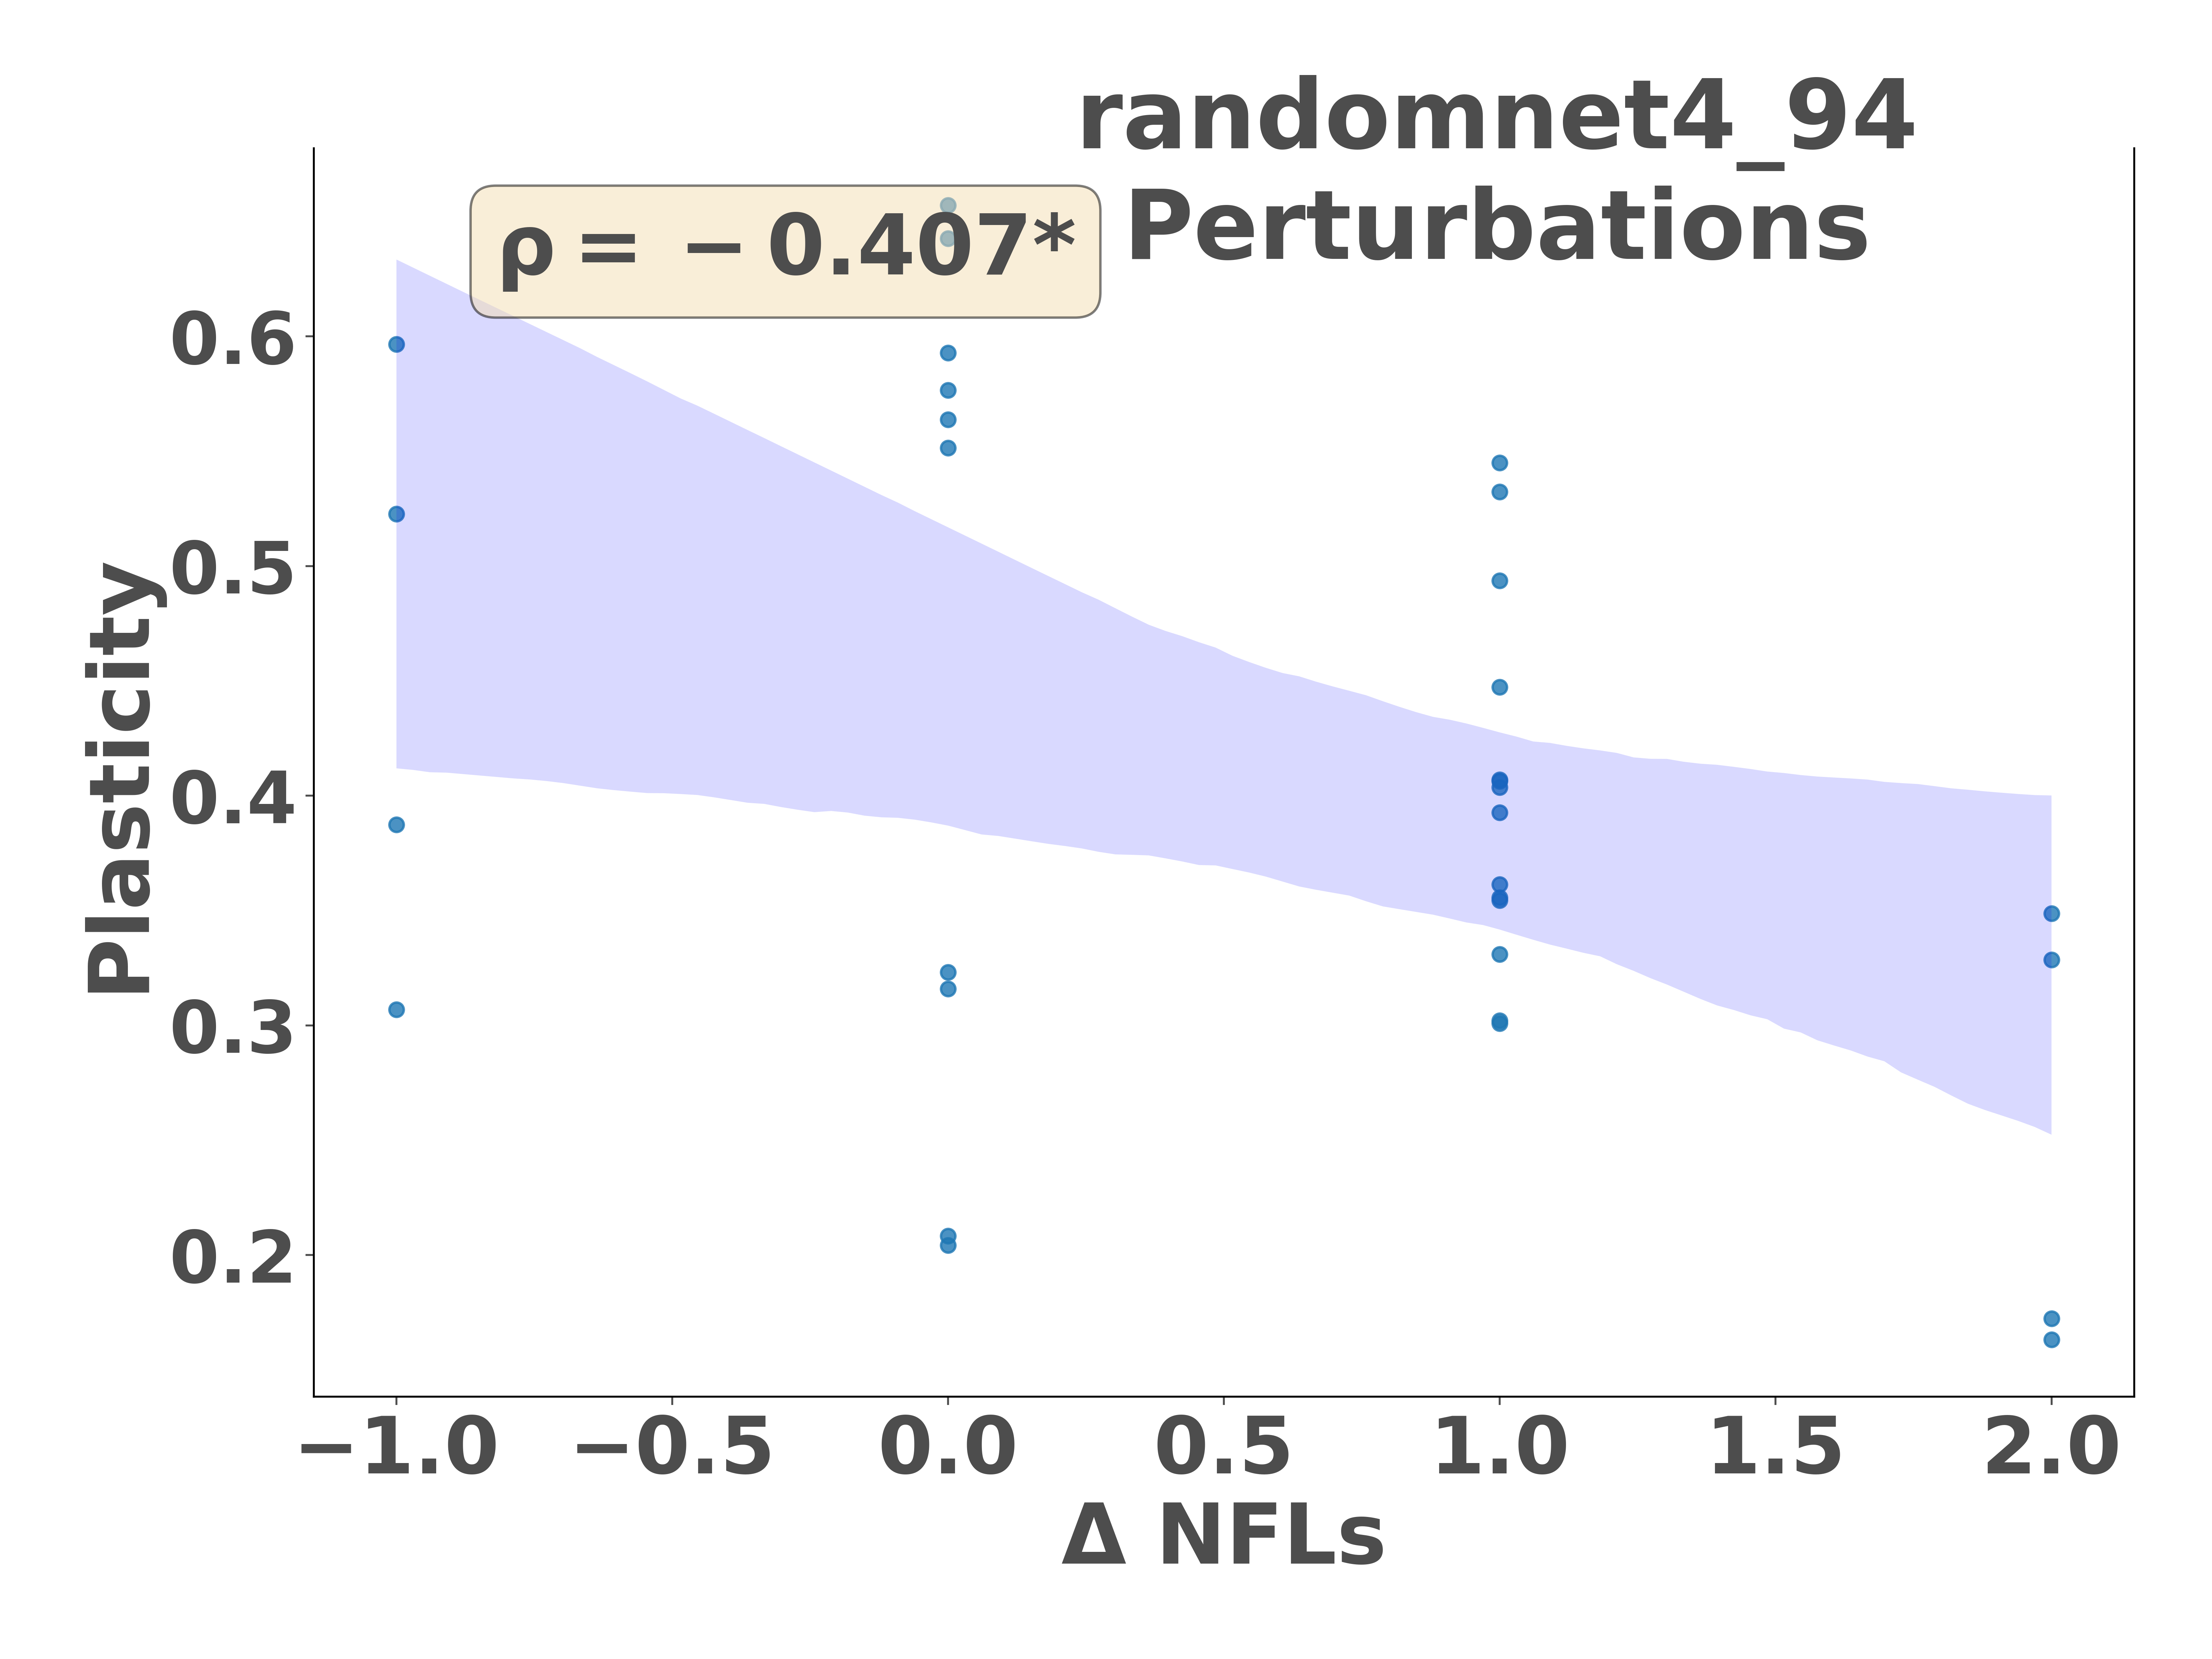 randomnet4_94
Perturbations
ρ = − 0.407*
Plasticity
0.6
0.5
0.4
0.3
0.2
−1.0 −0.5 0.0 0.5 1.0 1.5 2.0
Δ NFLs